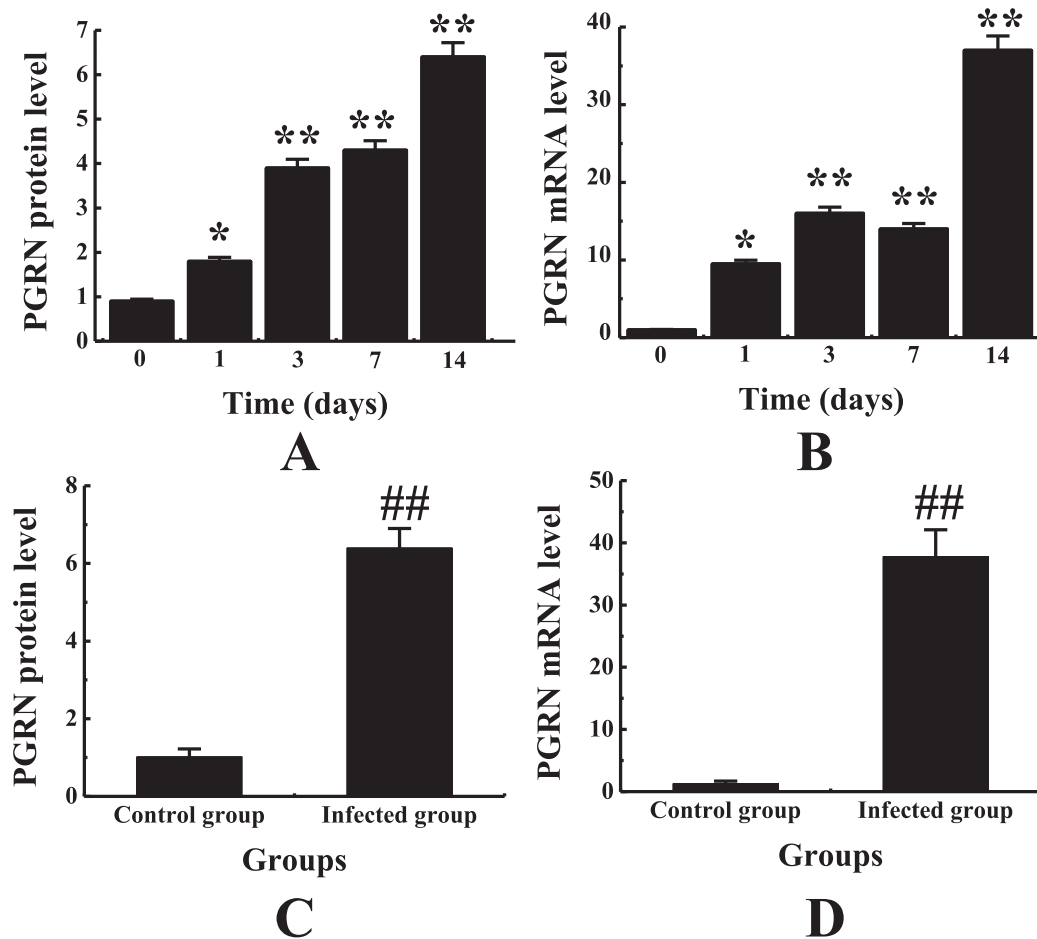 PGRN protein level
7
6
5
4
3
2
1
0
*
**
**
**
0 1 3 7 14
Time (days)
A
PGRN mRNA level
40
30
20
10
0
*
**
**
**
0 1 3 7 14
Time (days)
B
PGRN protein level
8
6
4
2
0
##
Control group Infected group
Groups
C
PGRN mRNA level
50
40
30
20
10
0
##
Control group Infected group
Groups
D